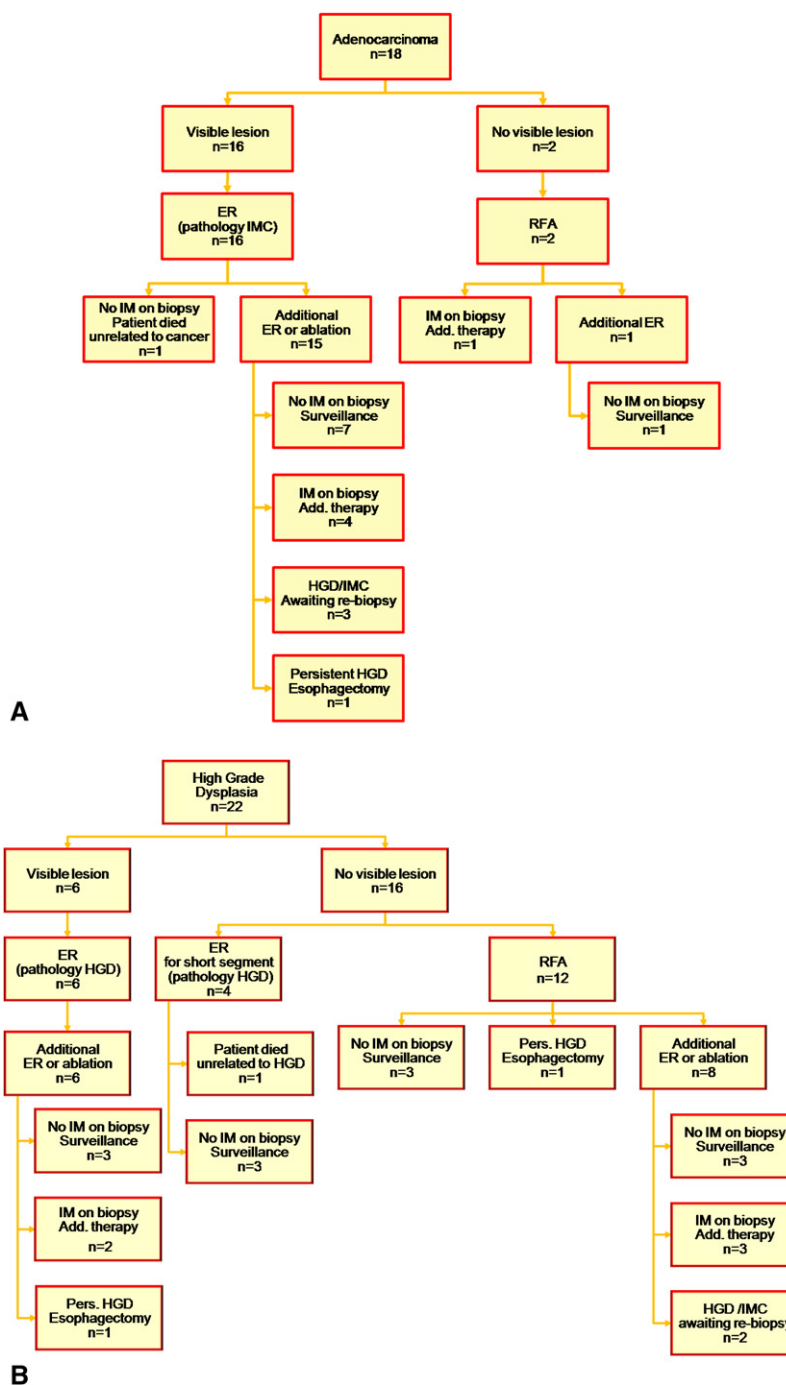 Adenocarcinoma
n=18
Visible lesion
n=16
No visible lesion
n=2
ER
(pathology IMC)
n=16
RFA
n=2
No IM on biopsy
Patient died
unrelated to cancer
n=1
Additional
ER or ablation
n=15
IM on biopsy
Add. therapy
n=1
Additional ER
n=1
No IM on biopsy
Surveillance
n=7
No IM on biopsy
Surveillance
n=1
IM on biopsy
Add. therapy
n=4
HGD/IMC
Awaiting re-biopsy
n=3
Persistent HGD
Esophagectomy
n=1
A
High Grade
Dysplasia
n=22
Visible lesion
n=6
No visible lesion
n=16
ER
(pathology HGD)
n=6
ER
for short segment
(pathology HGD)
n=4
RFA
n=12
Additional
ER or ablation
n=6
Patient died
unrelated to HGD
n=1
No IM on biopsy
Surveillance
n=3
Pers. HGD
Esophagectomy
n=1
Additional
ER or ablation
n=8
No IM on biopsy
Surveillance
n=3
No IM on biopsy
Surveillance
n=3
No IM on biopsy
Surveillance
n=3
IM on biopsy
Add. therapy
n=2
IM on biopsy
Add. therapy
n=3
Pers. HGD
Esophagectomy
n=1
HGD /IMC
awaiting re-biopsy
n=2
B